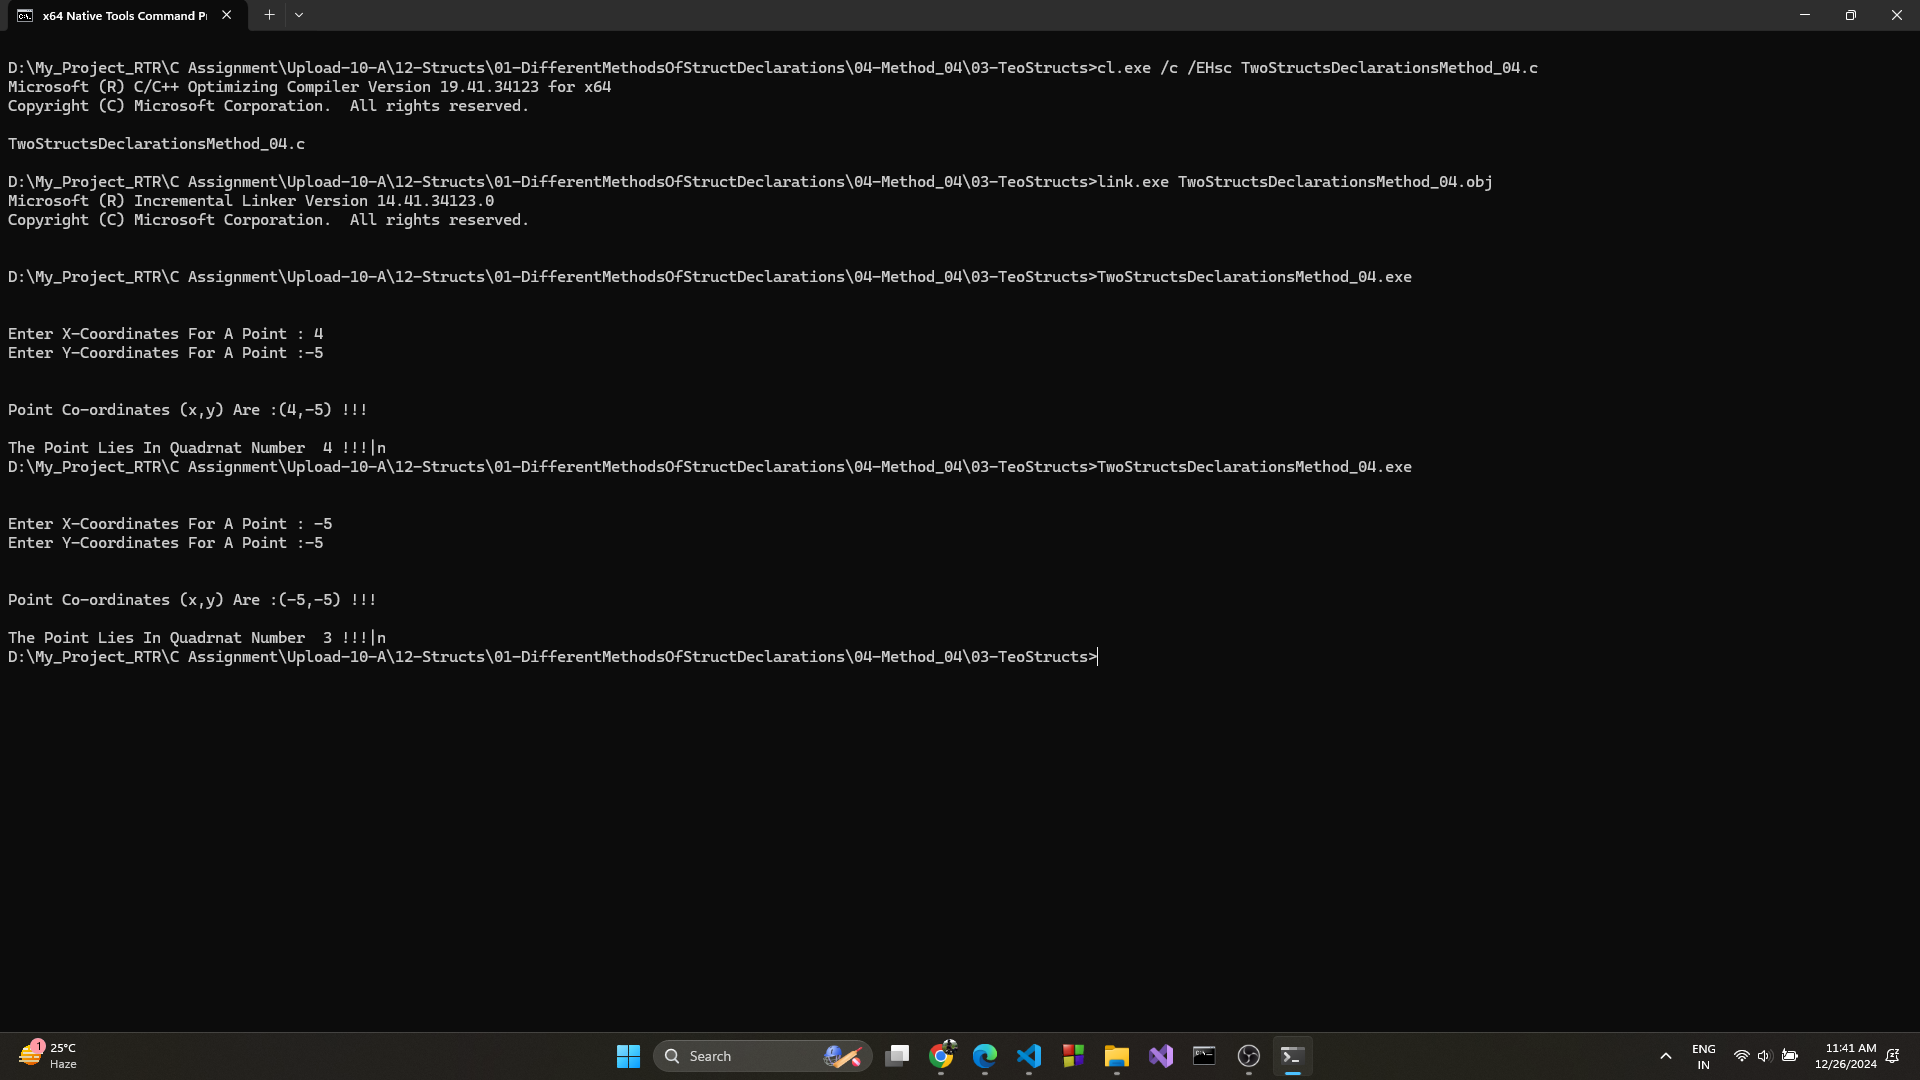 x64 Native Tools Command P
D:\My_Project_RTR\C Assignment\Upload-10-A\12-Structs\01-DifferentMethodsOfStructDeclarations\04-Method_04\03-TeoStructs>cl.exe /c /EHsc TwoStructsDeclarationsMethod_04.c
Microsoft (R) C/C++ Optimizing Compiler Version 19.41.34123 for x64
Copyright (C) Microsoft Corporation.  All rights reserved.
TwoStructsDeclarationsMethod_04.c
D:\My_Project_RTR\C Assignment\Upload-10-A\12-Structs\01-DifferentMethodsOfStructDeclarations\04-Method_04\03-TeoStructs>link.exe TwoStructsDeclarationsMethod_04.obj
Microsoft (R) Incremental Linker Version 14.41.34123.0
Copyright (C) Microsoft Corporation.  All rights reserved.
D:\My_Project_RTR\C Assignment\Upload-10-A\12-Structs\01-DifferentMethodsOfStructDeclarations\04-Method_04\03-TeoStructs>TwoStructsDeclarationsMethod_04.exe
Enter X-Coordinates For A Point : 4
Enter Y-Coordinates For A Point :-5
Point Co-ordinates (x,y) Are :(4,-5) !!!
The Point Lies In Quadrnat Number  4 !!!|n
D:\My_Project_RTR\C Assignment\Upload-10-A\12-Structs\01-DifferentMethodsOfStructDeclarations\04-Method_04\03-TeoStructs>TwoStructsDeclarationsMethod_04.exe
Enter X-Coordinates For A Point : -5
Enter Y-Coordinates For A Point :-5
Point Co-ordinates (x,y) Are :(-5,-5) !!!
The Point Lies In Quadrnat Number  3 !!!|n
D:\My_Project_RTR\C Assignment\Upload-10-A\12-Structs\01-DifferentMethodsOfStructDeclarations\04-Method_04\03-TeoStructs>
1
25°C
Haze
Search
ENG
IN
11:41 AM
12/26/2024